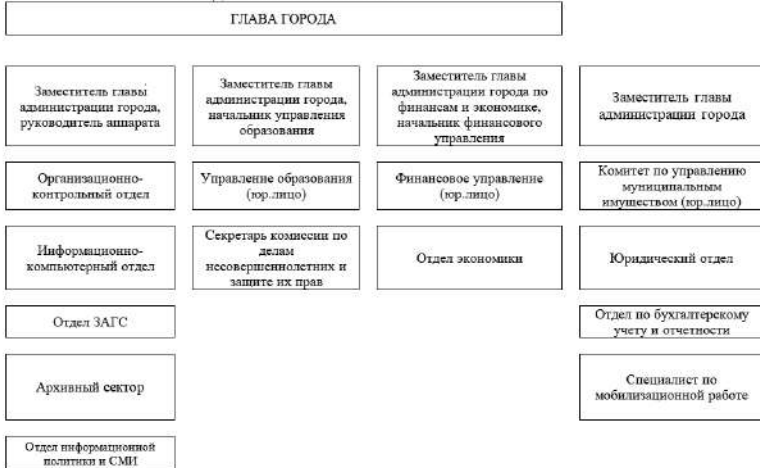 ГЛАВА ГОРОДА
Заместитель главы
администрации города,
руководитель аппарата
Заместитель главы
администрации города,
начальник управления
образования
Заместитель главы
администрации города по
финансам и экономике,
начальник финансового
управления
Заместитель главы
администрации города
Организационно-
контрольный отдел
Управление образования
(юр.лицо)
Финансовое управление
(юр.лицо)
Комитет по управлению
муниципальным
имуществом (юр.лицо)
Информационно-
компьютерный отдел
Секретарь комиссии по
делам
несовершеннолетних и
защите их прав
Отдел экономики
Юридический отдел
Отдел ЗАГС
Отдел по бухгалтерскому
учету и отчетности
Архивный сектор
Специалист по
мобилизационной работе
Отдел информационной
политики и СМИ